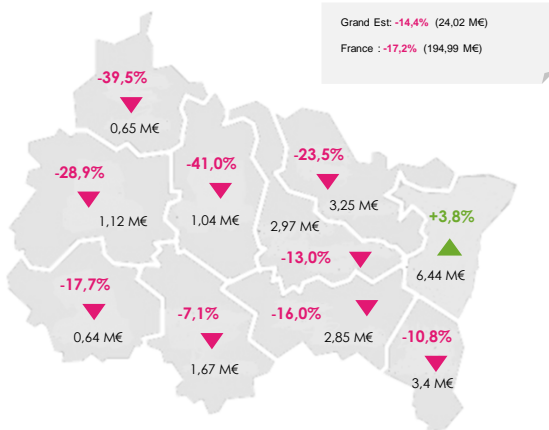 Grand Est: -14,4% (24,02 M€)
France : -17,2% (194,99 M€)
-39,5%
0,65 M€
-28,9%
1,12 M€
-41,0%
1,04 M€
-23,5%
3,25 M€
2,97 M€
-13,0%
+3,8%
6,44 M€
-17,7%
0,64 M€
-7,1%
1,67 M€
-16,0%
2,85 M€
-10,8%
3,4 M€